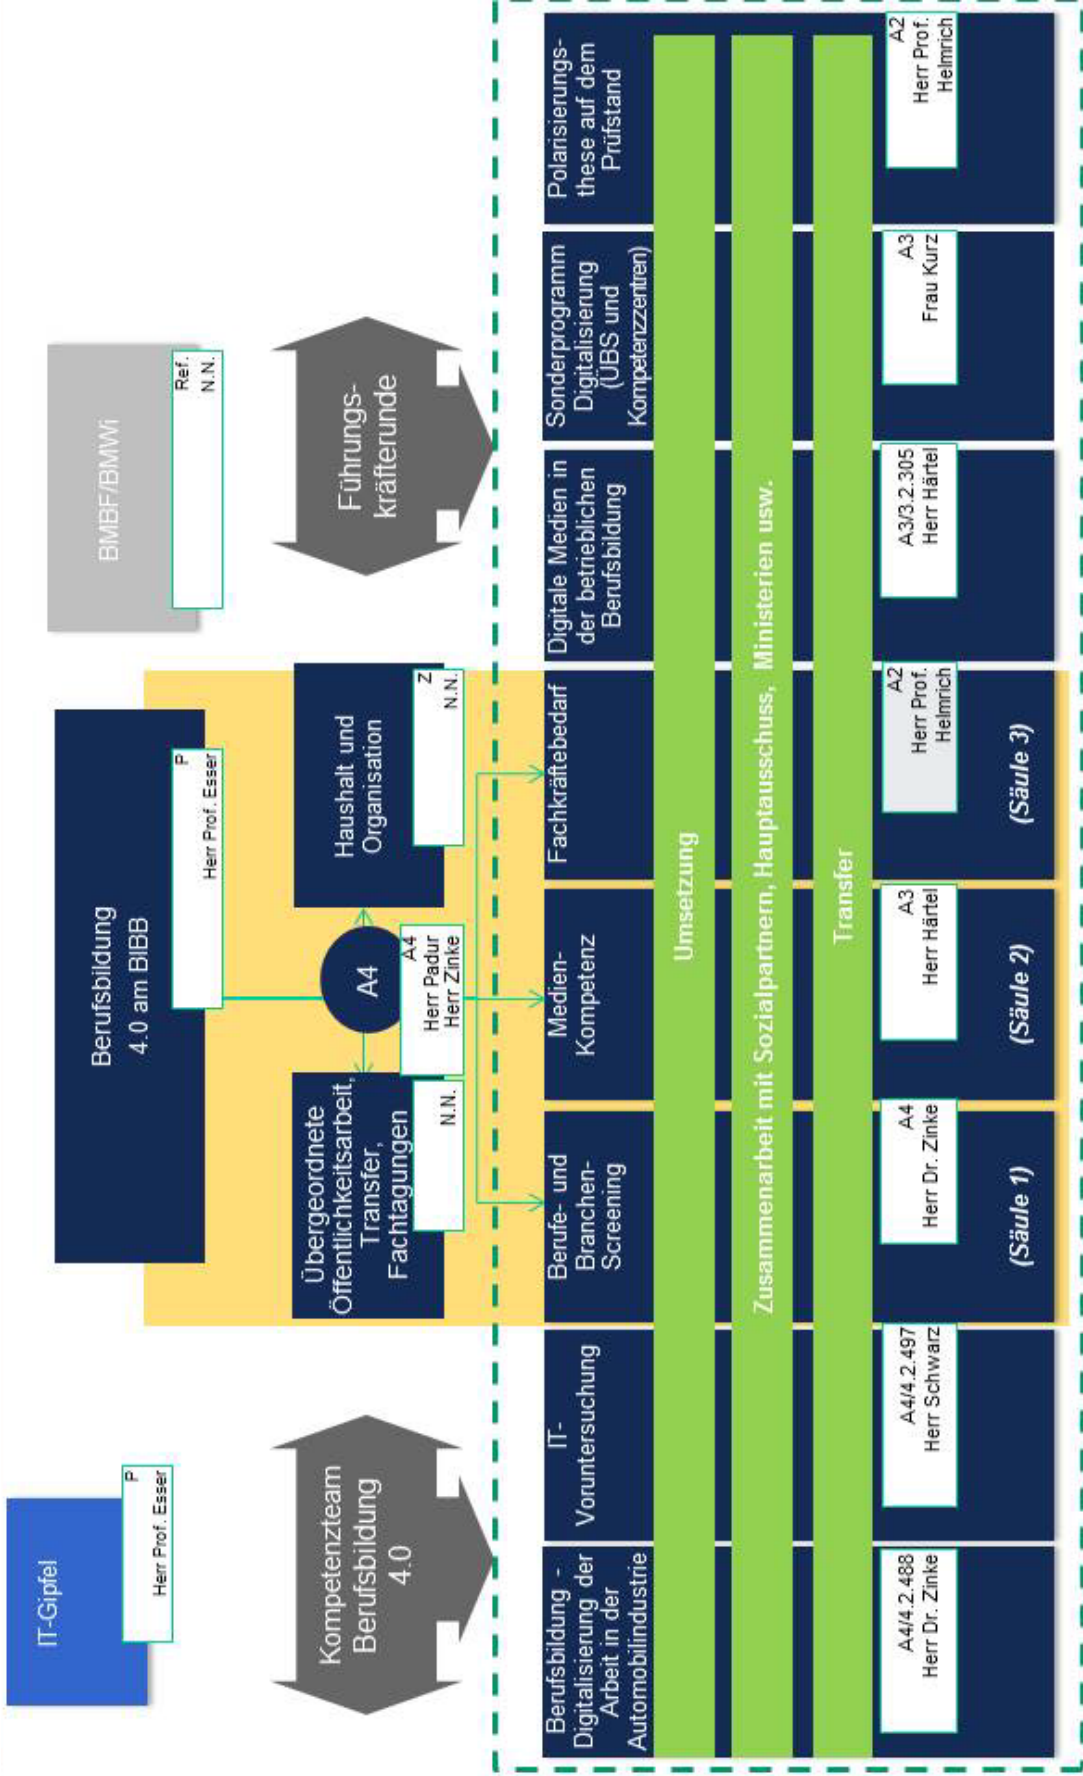 IT-Gipfel
P
Herr Prof. Esser
Berufsbildung
4.0 am BIBB
P
Herr Prof. Esser
BMBF/BMWi
Ref.
N.N.
Kompetenzteam
Berufsbildung
4.0
Übergeordnete
Öffentlichkeitsarbeit,
Transfer,
Fachtagungen
N.N.
A4
A4
Herr Padur
Herr Zinke
Haushalt und
Organisation
Z
N.N.
Führungs-
kräfterunde
Berufsbildung -
Digitalisierung der
Arbeit in der
Automobilindustrie
IT-
Voruntersuchung
Berufe- und
Branchen-
Screening
Medien-
Kompetenz
Fachkräftebedarf
Digitale Medien in
der betrieblichen
Berufsbildung
Sonderprogramm
Digitalisierung
(ÜBS und
Kompetenzzentren)
Polarisierungs-
these auf dem
Prüfstand
Umsetzung
Zusammenarbeit mit Sozialpartnern, Hauptausschuss, Ministerien usw.
Transfer
A4/4.2.488
Herr Dr. Zinke
A4/4.2.497
Herr Schwarz
A4
Herr Dr. Zinke
A3
Herr Härtel
A2
Herr Prof.
Helmrich
A3/3.2.305
Herr Härtel
A3
Frau Kurz
A2
Herr Prof.
Helmrich
(Säule 1)
(Säule 2)
(Säule 3)